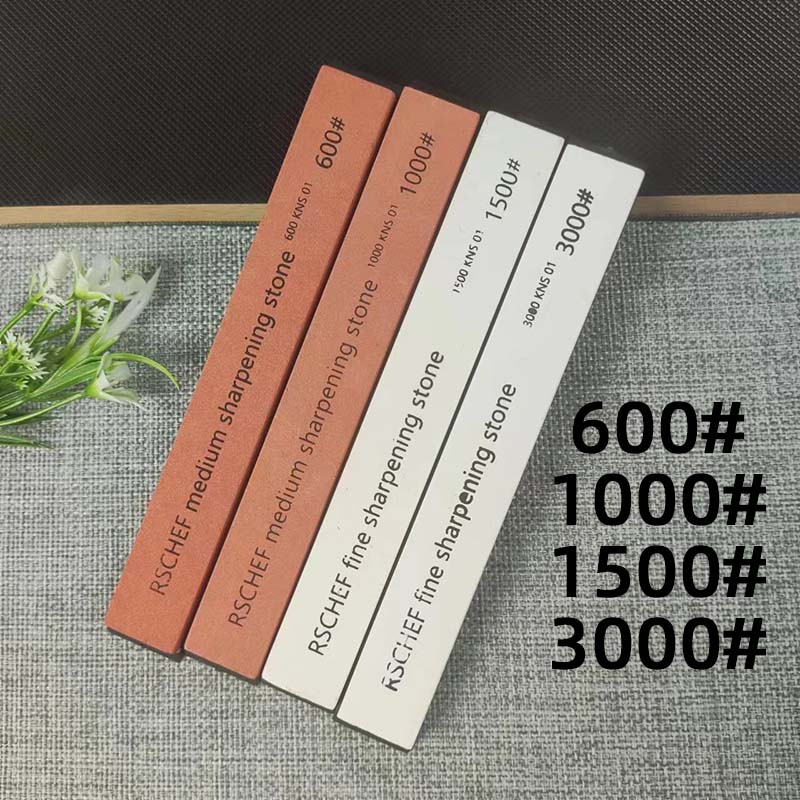 RSCHEF medium sharpening stone 600 KNS 01 600#
RSCHEF medium sharpening stone 1000 KNS 01 1000#
RSCHEF fine sharpening stone 1500 KNS 01 1500#
RSCHEF fine sharpening stone 3000 KNS 01 3000#
600#
1000#
1500#
3000#